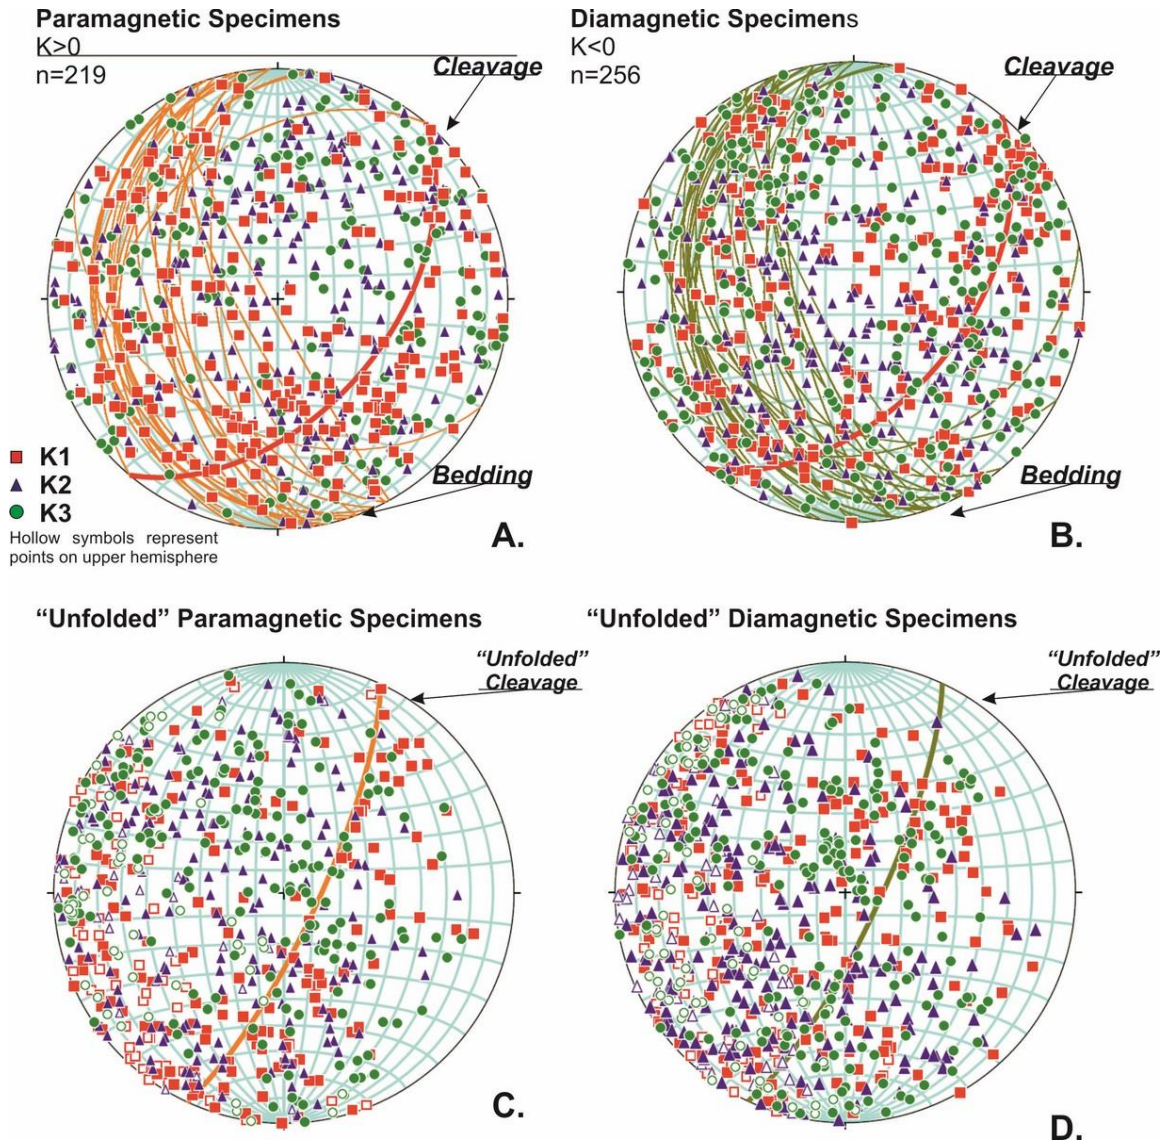 Paramagnetic Specimens
K>0
n=219
Cleavage
Diamagnetic Specimens
K<0
n=256
Cleavage
K1
K2
K3
Hollow symbols represent
points on upper hemisphere
Bedding
A.
Bedding
B.
“Unfolded” Paramagnetic Specimens
“Unfolded”
Cleavage
“Unfolded” Diamagnetic Specimens
“Unfolded”
Cleavage
C.
D.